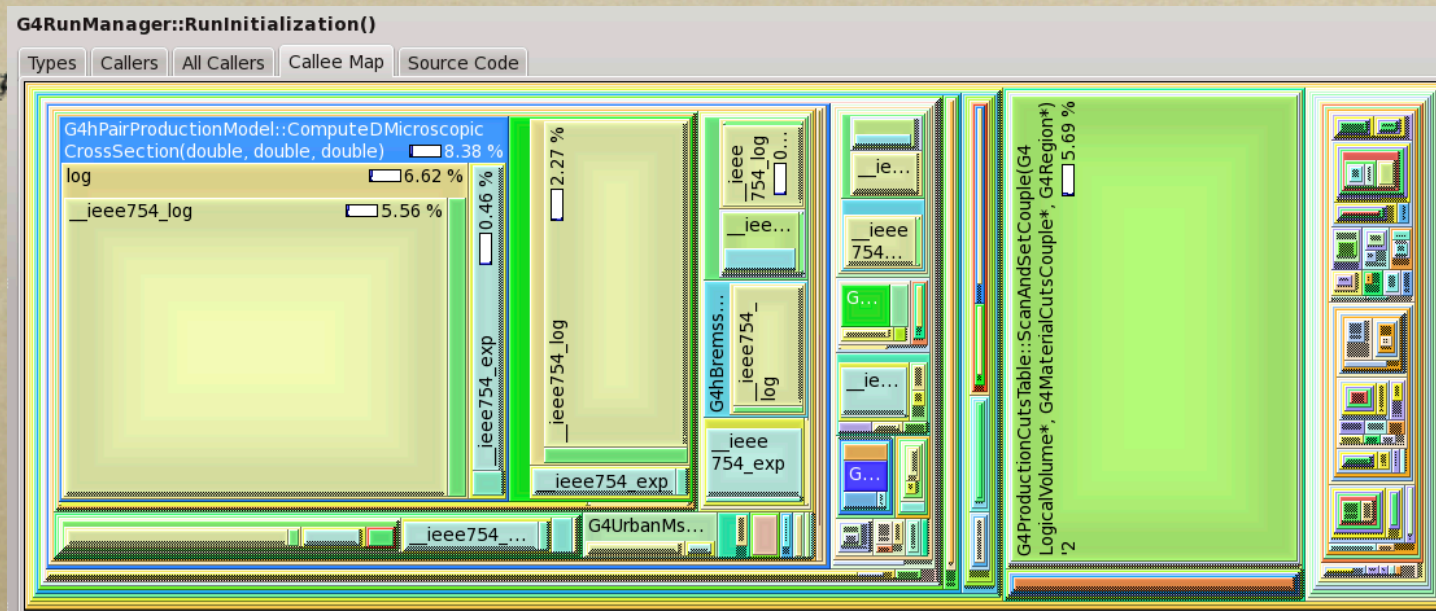 G4RunManager::RunInitialization()
Types Callers All Callers Callee Map Source Code
G4hPairProductionModel::ComputeDMicroscopic
CrossSection(double, double, double) 8.38 %
log 6.62 %
__ieee754_log 5.56 %
__ieee754_exp 0.46 %
__ieee754_log 2.27 %
__ieee754_exp
__ieee
754_log 0...
__iee...
G4hBremss...
__ieee754_
log
__ieee
754_exp
__ieee754_...
G4UrbanMs...
__ie...
__ieee
754...
G...
__ie...
G...
G4ProductionCutsTable::ScanAndSetCouple(G4
LogicalVolume*, G4MaterialCutsCouple*, G4Region*)
'2 5.69 %